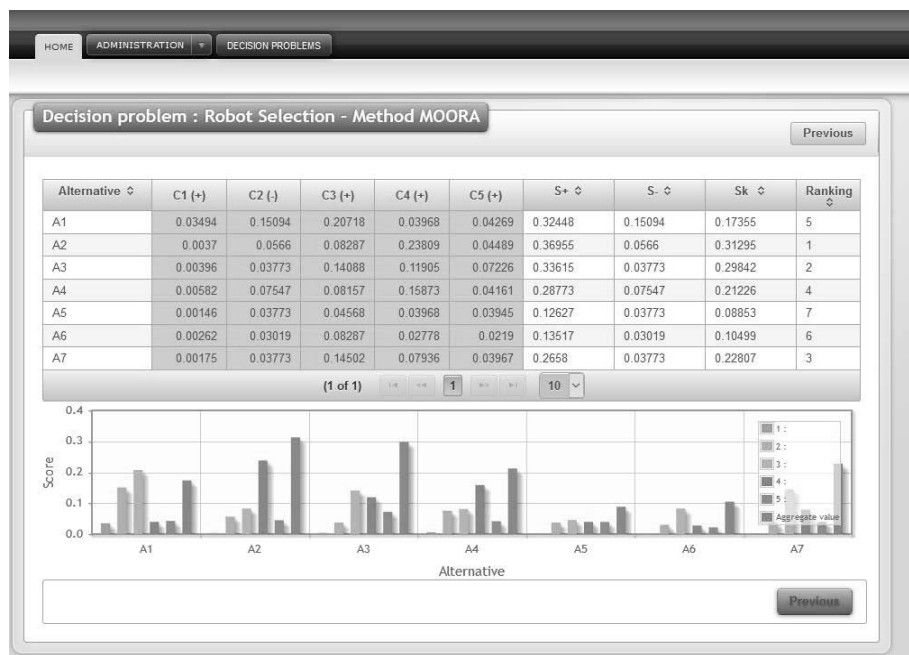 HOME ADMINISTRATION DECISION PROBLEMS
Decision problem : Robot Selection - Method MOORA
Previous
Alternative C1 (+) C2 (-) C3 (+) C4 (+) C5 (+) S+ S- Sk Ranking
A1 0.03494 0.15094 0.20718 0.03968 0.04269 0.32448 0.15094 0.17355 5
A2 0.0037 0.0566 0.08287 0.23809 0.04489 0.36955 0.0566 0.31295 1
A3 0.00396 0.03773 0.14088 0.11905 0.07226 0.33615 0.03773 0.29842 2
A4 0.00582 0.07547 0.08157 0.15873 0.04161 0.28773 0.07547 0.21226 4
A5 0.00146 0.03773 0.04568 0.03968 0.03945 0.12627 0.03773 0.08853 7
A6 0.00262 0.03019 0.08287 0.02778 0.0219 0.13517 0.03019 0.10499 6
A7 0.00175 0.03773 0.14502 0.07936 0.03967 0.2658 0.03773 0.22807 3
(1 of 1) 1 10
0.4
0.3
0.2
0.1
0.0
Score
1 :
2 :
3 :
4 :
5 :
Aggregate value
A1 A2 A3 A4 A5 A6 A7
Alternative
Previous